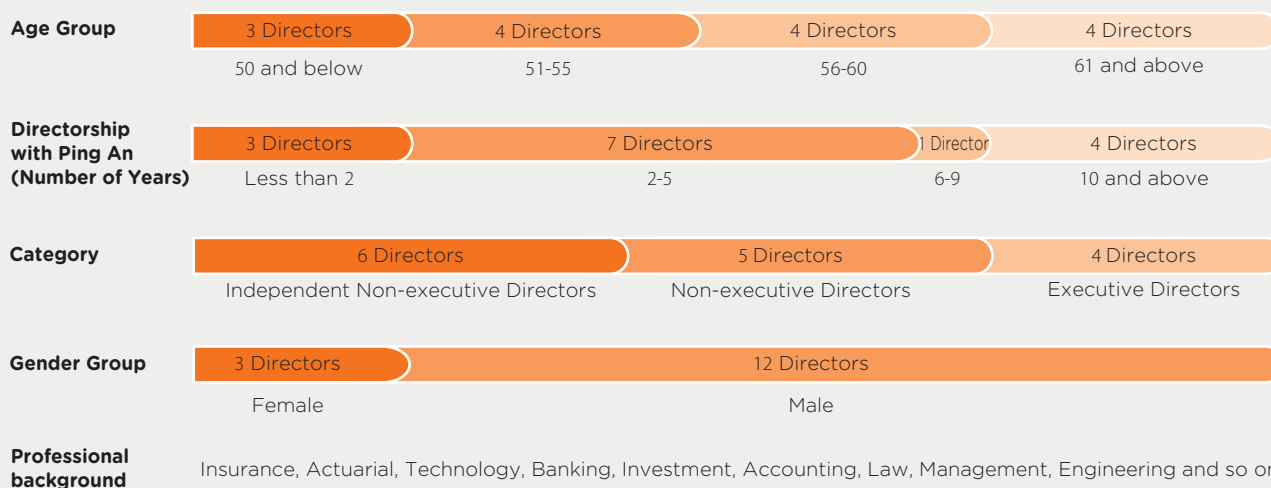 Age Group
3 Directors 4 Directors 4 Directors 4 Directors
50 and below 51-55 56-60 61 and above
Directorship
with Ping An
(Number of Years)
3 Directors 7 Directors 1 Director 4 Directors
Less than 2 2-5 6-9 10 and above
Category
6 Directors 5 Directors 4 Directors
Independent Non-executive Directors Non-executive Directors Executive Directors
Gender Group
3 Directors 12 Directors
Female Male
Professional
background
Insurance, Actuarial, Technology, Banking, Investment, Accounting, Law, Management, Engineering and so on